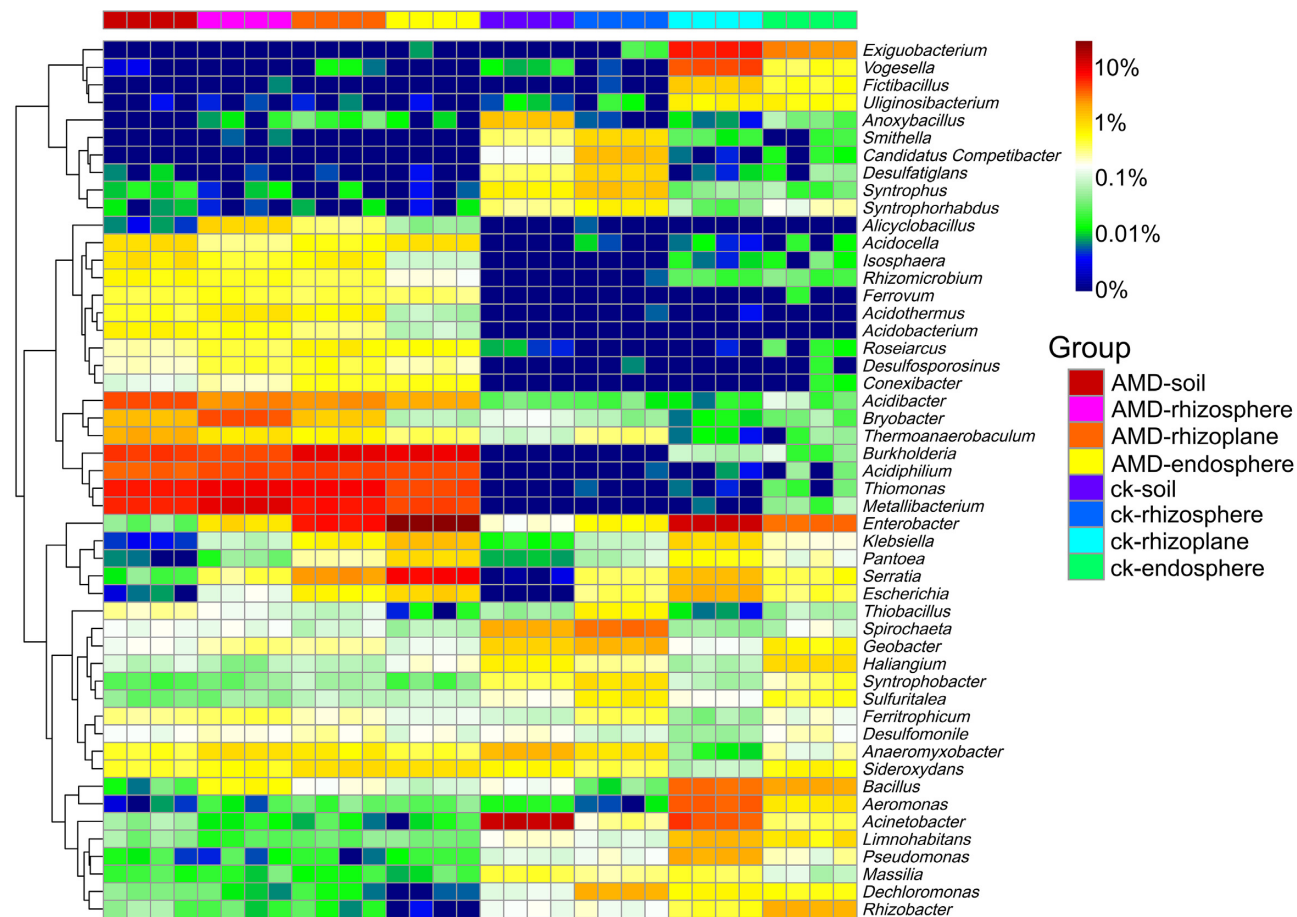 Exiguobacterium
Vogesella
Fictibacillus
Uliginosibacterium
Anoxybacillus
Smithella
Candidatus Competibacter
Desulfatiglans
Syntrophus
Syntrophorhabdus
Alicyclobacillus
Acidocella
Isosphaera
Rhizomicrobium
Ferrovum
Acidothermus
Acidobacterium
Roseiarcus
Desulfosporosinus
Conexibacter
Acidibacter
Bryobacter
Thermoanaerobaculum
Burkholderia
Acidiphilium
Thiomonas
Metallibacterium
Enterobacter
Klebsiella
Pantoea
Serratia
Escherichia
Thiobacillus
Spirochaeta
Geobacter
Haliangium
Syntrophobacter
Sulfuritalea
Ferritrophicum
Desulfomonile
Anaeromyxobacter
Sideroxydans
Bacillus
Aeromonas
Acinetobacter
Limnohabitans
Pseudomonas
Massilia
Dechloromonas
Rhizobacter
10%
1%
0.1%
0.01%
0%
Group
AMD-soil
AMD-rhizosphere
AMD-rhizoplane
AMD-endosphere
ck-soil
ck-rhizosphere
ck-rhizoplane
ck-endosphere